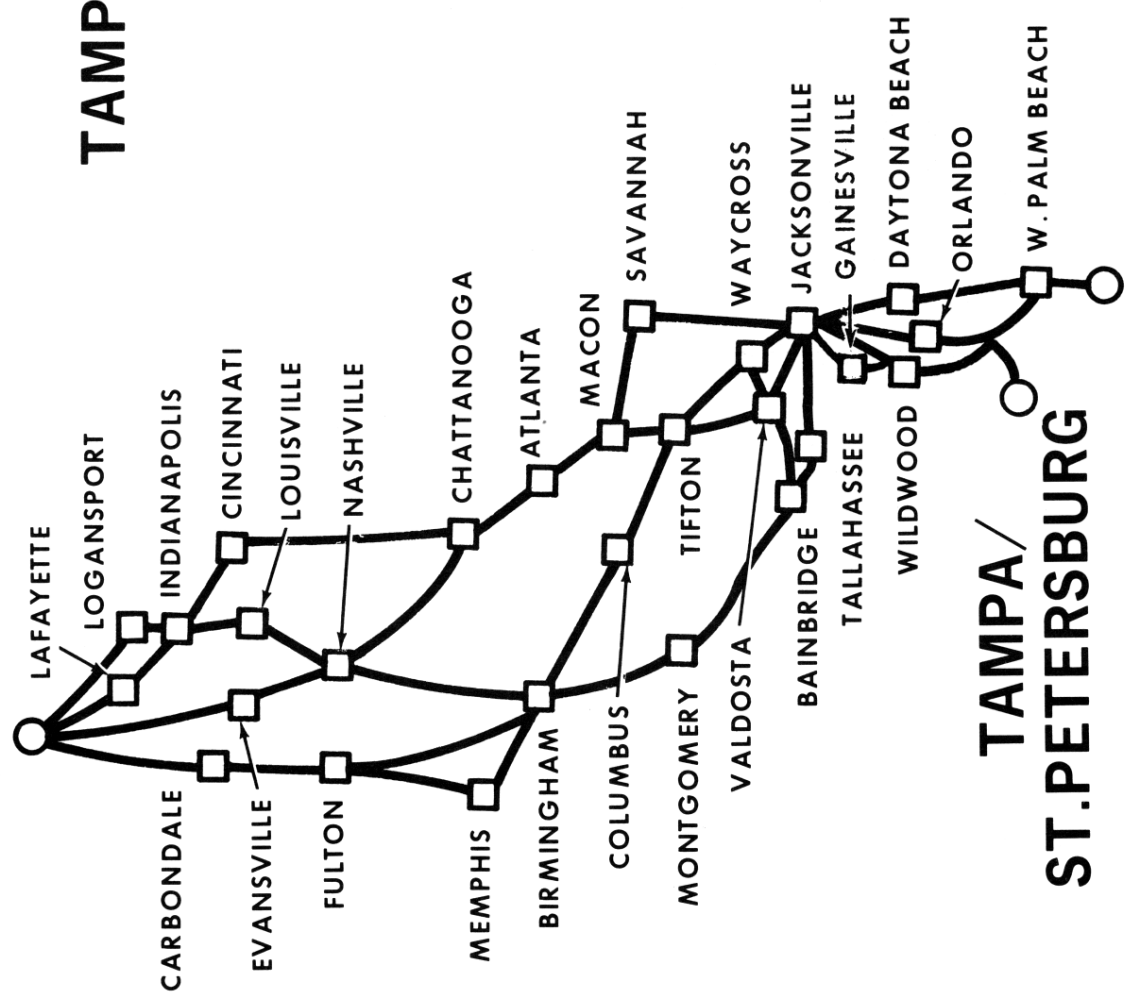 TAMP
LAFAYETTE
LOGANSPORT
INDIANAPOLIS
CINCINNATI
LOUISVILLE
NASHVILLE
CHATTANOOGA
ATLANTA
MACON
SAVANNAH
WAYCROSS
JACKSONVILLE
GAINESVILLE
DAYTONA BEACH
ORLANDO
W. PALM BEACH
CARBONDALE
EVANSVILLE
FULTON
MEMPHIS
BIRMINGHAM
COLUMBUS
MONTGOMERY
TIFTON
VALDOSTA
BAINBRIDGE
TALLAHASSEE
WILDWOOD
TAMPA/
ST.PETERSBURG